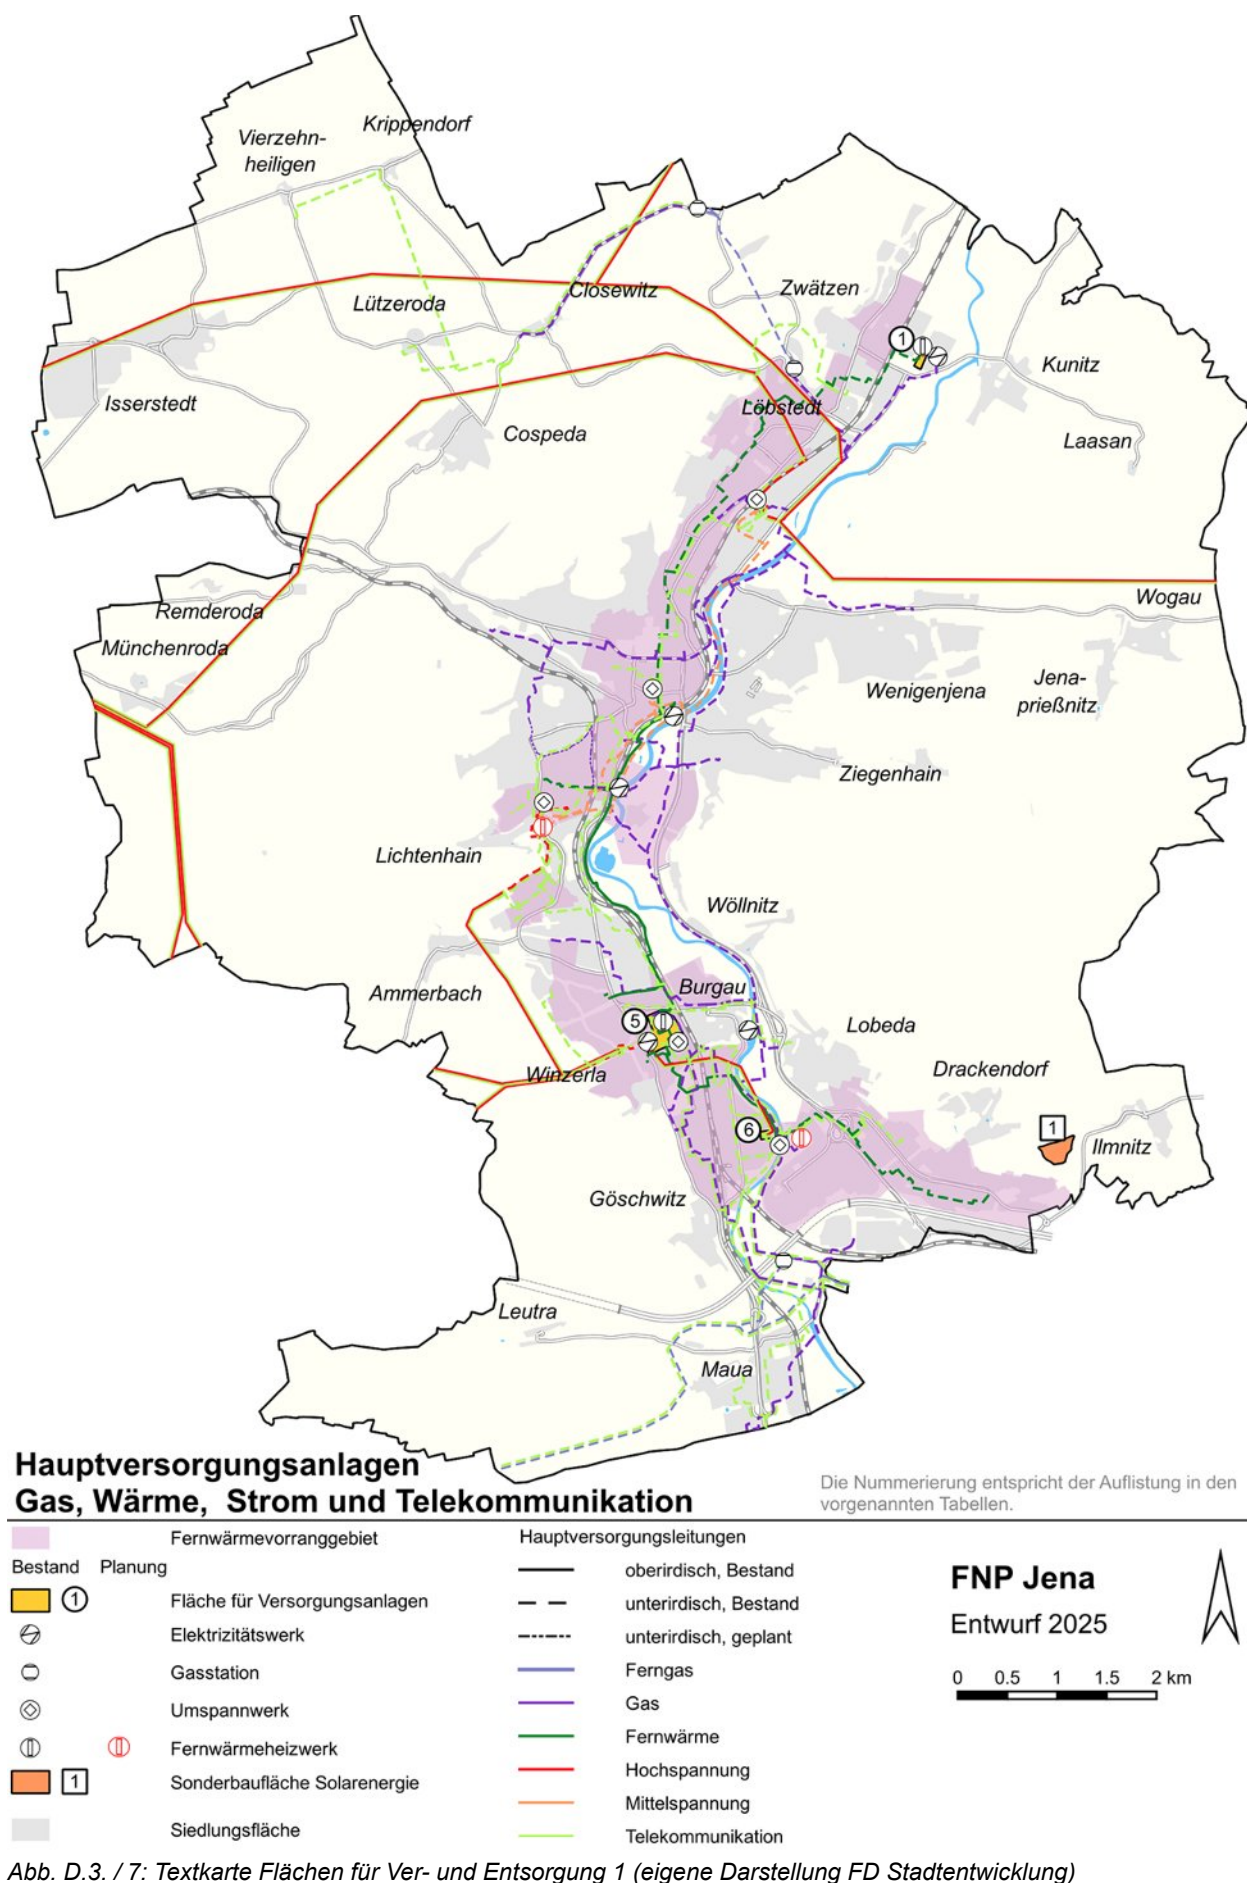 Krippendorf
Vierzehn-
heiligen
Zwätzen
Closewitz
Lützeroda
1
Kunitz
Isserstedt
Löbstedt
Cospeda
Laasan
Wogau
Remderoda
Münchenroda
Wenigenjena
Jena-
prießnitz
Ziegenhain
Lichtenhain
Wöllnitz
Ammerbach
Burgau
5
Lobeda
Winzerla
Drackendorf
6
1
Ilmnitz
Göschwitz
Leutra
Maua
Hauptversorgungsanlagen
Gas, Wärme, Strom und Telekommunikation
Die Nummerierung entspricht der Auflistung in den
vorgenannten Tabellen.
Fernwärmevorranggebiet
Bestand Planung
1 Fläche für Versorgungsanlagen
Elektrizitätswerk
Gasstation
Umspannwerk
Fernwärmeheizwerk
1 Sonderbaufläche Solarenergie
Siedlungsfläche
Hauptversorgungsleitungen
oberirdisch, Bestand
unterirdisch, Bestand
unterirdisch, geplant
Ferngas
Gas
Fernwärme
Hochspannung
Mittelspannung
Telekommunikation
FNP Jena
Entwurf 2025
0 0.5 1 1.5 2 km
Abb. D.3. / 7: Textkarte Flächen für Ver- und Entsorgung 1 (eigene Darstellung FD Stadtentwicklung)